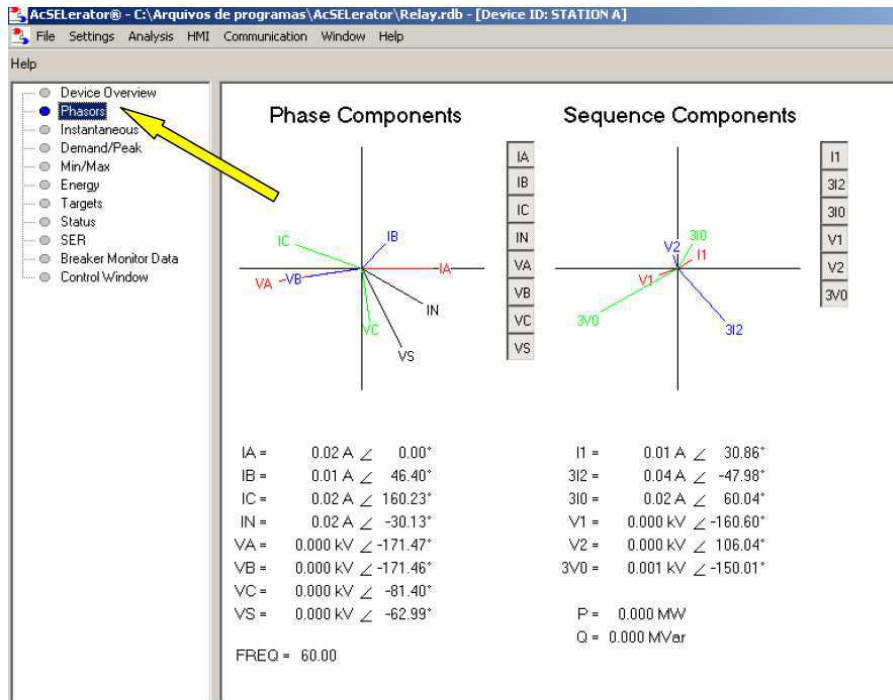 AcSELerator® - C:\Arquivos de programas\AcSELerator\Relay.rdb - [Device ID: STATION A]
File Settings Analysis HMI Communication Window Help
Help
Device Overview
Phasors
Instantaneous
Demand/Peak
Min/Max
Energy
Targets
Status
SER
Breaker Monitor Data
Control Window
Phase Components
IC
IB
IA
VA
VB
IN
VC
VS
IA
IB
IC
IN
VA
VB
VC
VS
Sequence Components
3I0
V2
I1
V1
3V0
3I2
I1
3I2
3I0
V1
V2
3V0
IA = 0.02 A ∠ 0.00°
IB = 0.01 A ∠ 46.40°
IC = 0.02 A ∠ 160.23°
IN = 0.02 A ∠ -30.13°
VA = 0.000 kV ∠ -171.47°
VB = 0.000 kV ∠ -171.46°
VC = 0.000 kV ∠ -81.40°
VS = 0.000 kV ∠ -62.99°
FREQ = 60.00
I1 = 0.01 A ∠ 30.86°
3I2 = 0.04 A ∠ -47.98°
3I0 = 0.02 A ∠ 60.04°
V1 = 0.000 kV ∠ -160.60°
V2 = 0.000 kV ∠ 106.04°
3V0 = 0.001 kV ∠ -150.01°
P = 0.000 MW
Q = 0.000 MVar